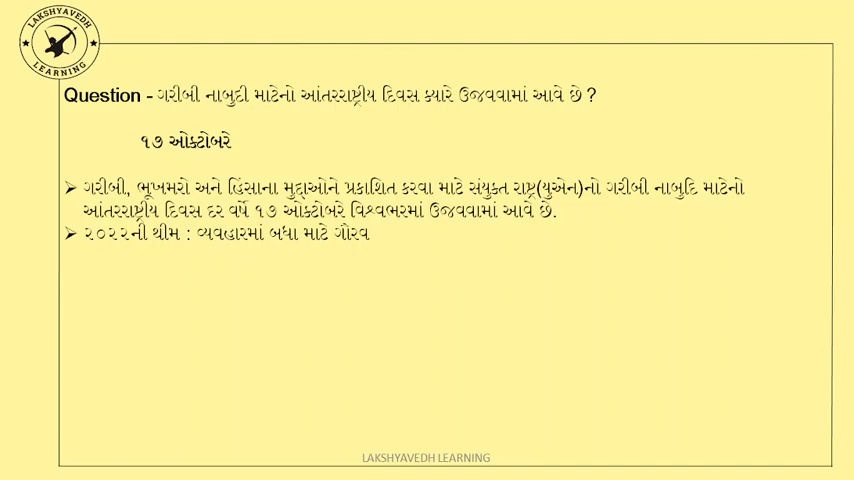 LAKSHYAVEDH
LEARNING
Question - ગરીબી નાબુદી માટેનો આંતરરાષ્ટ્રીય દિવસ ક્યારે ઉજવવામાં આવે છે ?
૧૭ ઓક્ટોબરે
➢ ગરીબી, ભૂખમરો અને હિંસાના મુદ્દાઓને પ્રકાશિત કરવા માટે સંયુક્ત રાષ્ટ્ર(યુએન)નો ગરીબી નાબુદિ માટેનો
આંતરરાષ્ટ્રીય દિવસ દર વર્ષે ૧૭ ઓક્ટોબરે વિશ્વભરમાં ઉજવવામાં આવે છે.
➢ ૨૦૨૨ની થીમ : વ્યવહારમાં બધા માટે ગૌરવ
LAKSHYAVEDH LEARNING